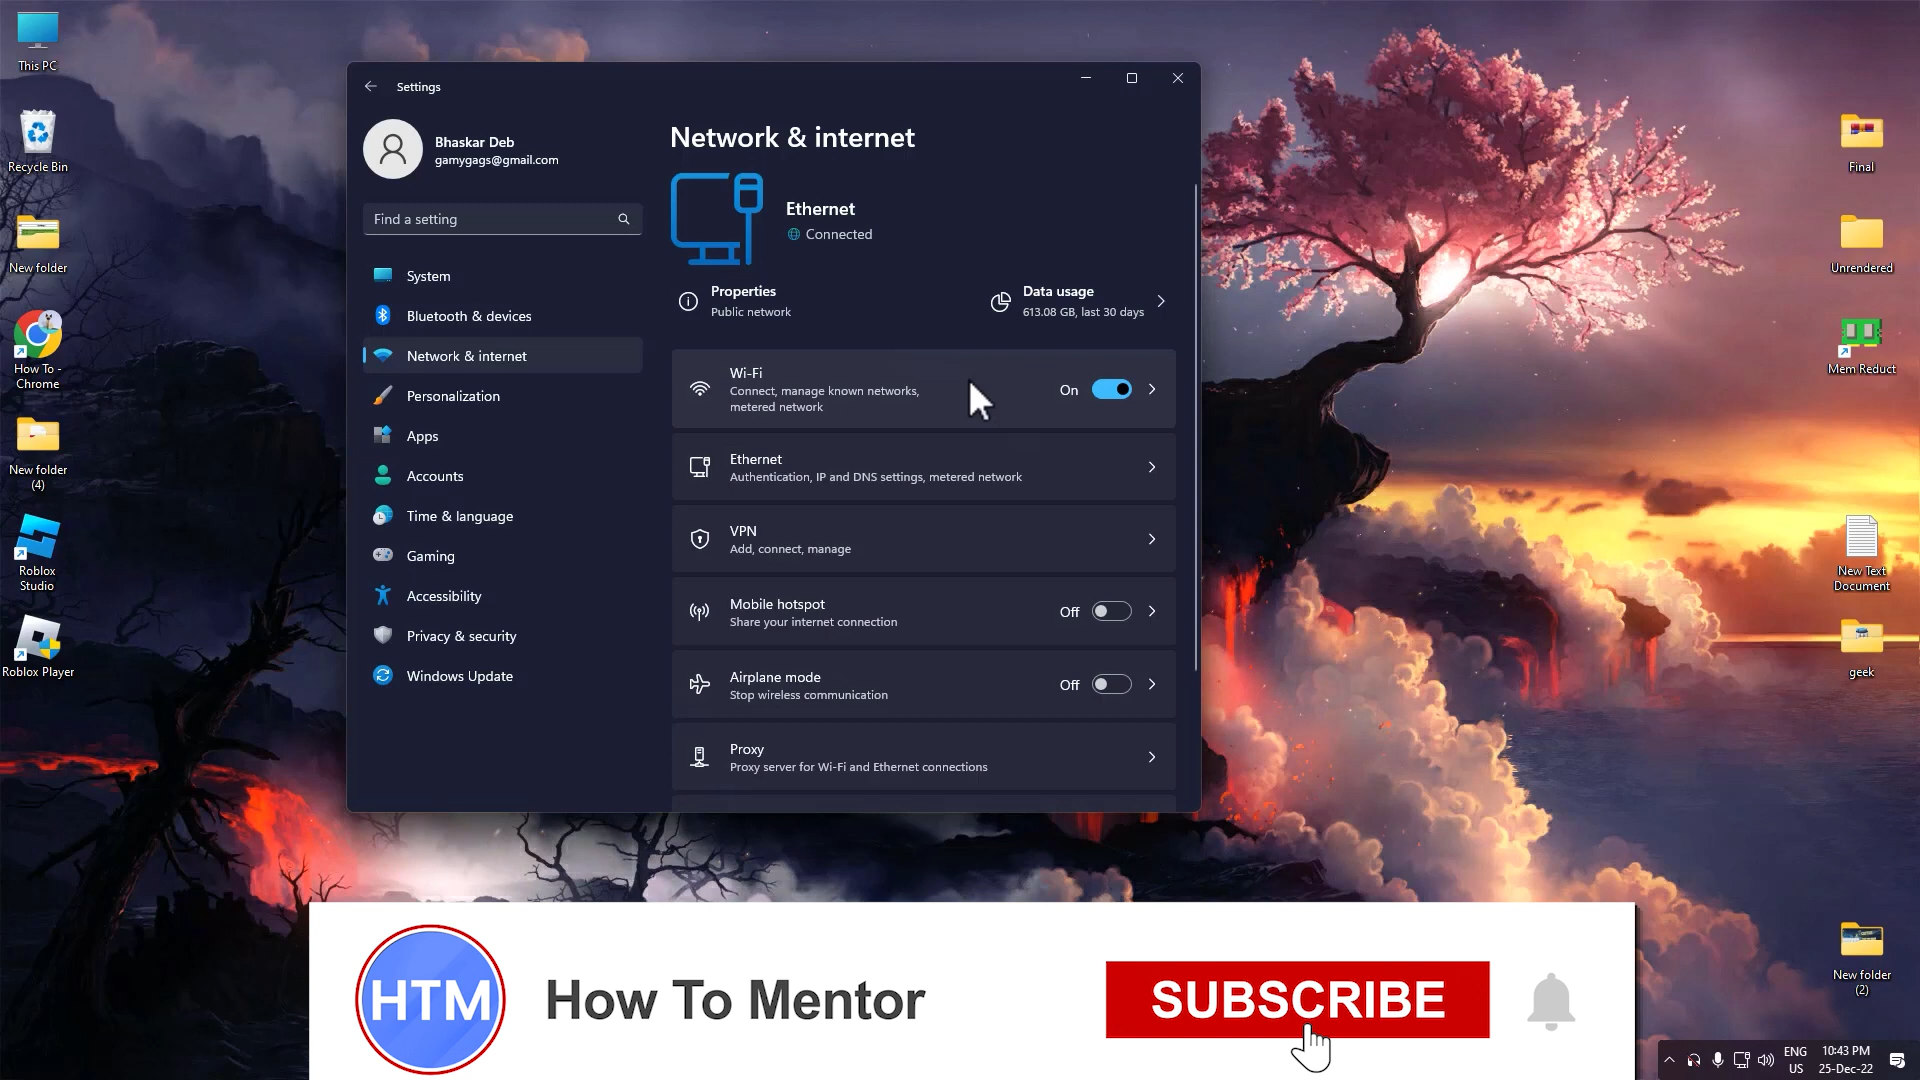 This PC
Recycle Bin
New folder
How To -
Chrome
New folder
(4)
Roblox
Studio
Roblox Player
Settings
Bhaskar Deb
gamygags@gmail.com
Find a setting
System
Bluetooth & devices
Network & internet
Personalization
Apps
Accounts
Time & language
Gaming
Accessibility
Privacy & security
Windows Update
Network & internet
Ethernet
Connected
Properties
Public network
Data usage
613.08 GB, last 30 days
Wi-Fi
Connect, manage known networks,
metered network
On
Ethernet
Authentication, IP and DNS settings, metered network
VPN
Add, connect, manage
Mobile hotspot
Share your internet connection
Off
Airplane mode
Stop wireless communication
Off
Proxy
Proxy server for Wi-Fi and Ethernet connections
Final
Unrendered
Mem Reduct
New Text
Document
geek
New folder
(2)
HTM
How To Mentor
SUBSCRIBE
ENG
US
10:43 PM
25-Dec-22